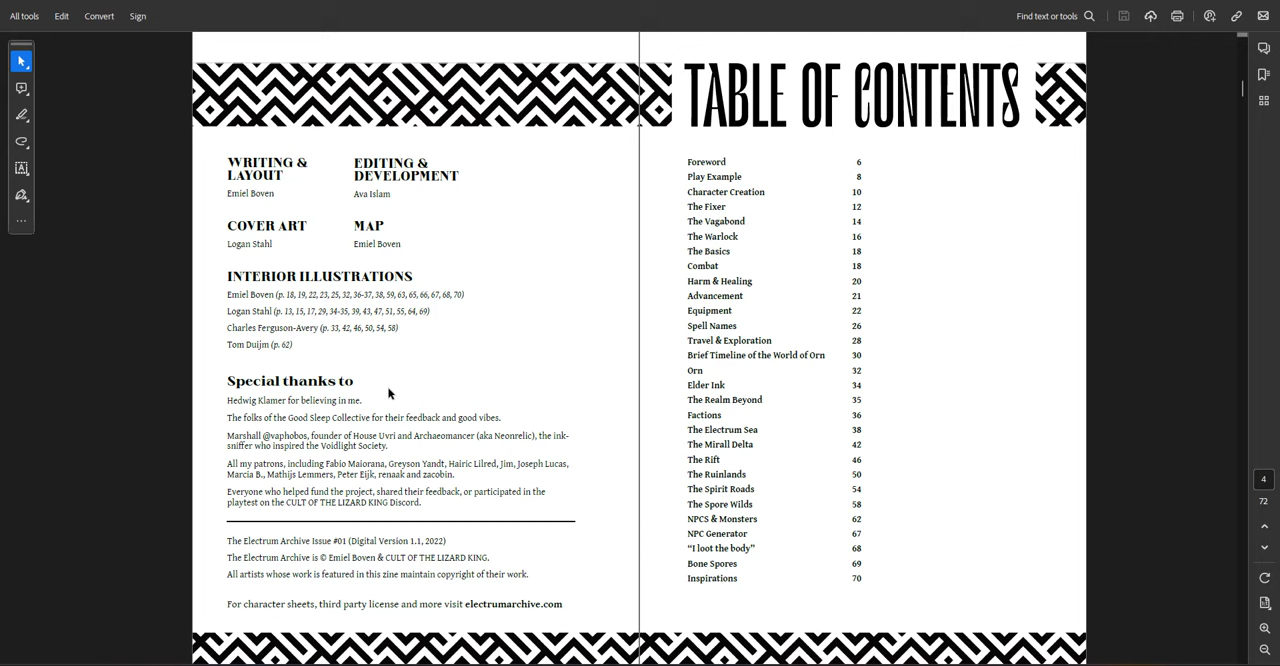 All tools
Edit
Convert
Sign
Find text or tools
TABLE OF CONTENTS
WRITING &
LAYOUT
Emiel Boven
EDITING &
DEVELOPMENT
Ava Islam
COVER ART
Logan Stahl
MAP
Emiel Boven
INTERIOR ILLUSTRATIONS
Emiel Boven (p. 18, 19, 22, 23, 25, 32, 36-37, 38, 59, 63, 65, 66, 67, 68, 70)
Logan Stahl (p. 13, 15, 17, 29, 34-35, 39, 43, 47, 51, 55, 64, 69)
Charles Ferguson-Avery (p. 33, 42, 46, 50, 54, 58)
Tom Duijm (p. 62)
Special thanks to
Hedwig Klamer for believing in me.
The folks of the Good Sleep Collective for their feedback and good vibes.
Marshall @vaphobos, founder of House Uvri and Archaeomancer (aka Neonrelic), the ink-
sniffer who inspired the Voidlight Society.
All my patrons, including Fabio Maiorana, Greyson Yandt, Hairic Lilred, Jim, Joseph Lucas,
Marcia B., Mathijs Lemmers, Peter Eijk, renaak and zacobin.
Everyone who helped fund the project, shared their feedback, or participated in the
playtest on the CULT OF THE LIZARD KING Discord.
The Electrum Archive Issue #01 (Digital Version 1.1, 2022)
The Electrum Archive is © Emiel Boven & CULT OF THE LIZARD KING.
All artists whose work is featured in this zine maintain copyright of their work.
For character sheets, third party license and more visit electrumarchive.com
Foreword 6
Play Example 8
Character Creation 10
The Fixer 12
The Vagabond 14
The Warlock 16
The Basics 18
Combat 18
Harm & Healing 20
Advancement 21
Equipment 22
Spell Names 26
Travel & Exploration 28
Brief Timeline of the World of Orn 30
Orn 32
Elder Ink 34
The Realm Beyond 35
Factions 36
The Electrum Sea 38
The Mirall Delta 42
The Rift 46
The Ruinlands 50
The Spirit Roads 54
The Spore Wilds 58
NPCS & Monsters 62
NPC Generator 67
“I loot the body” 68
Bone Spores 69
Inspirations 70
4
72